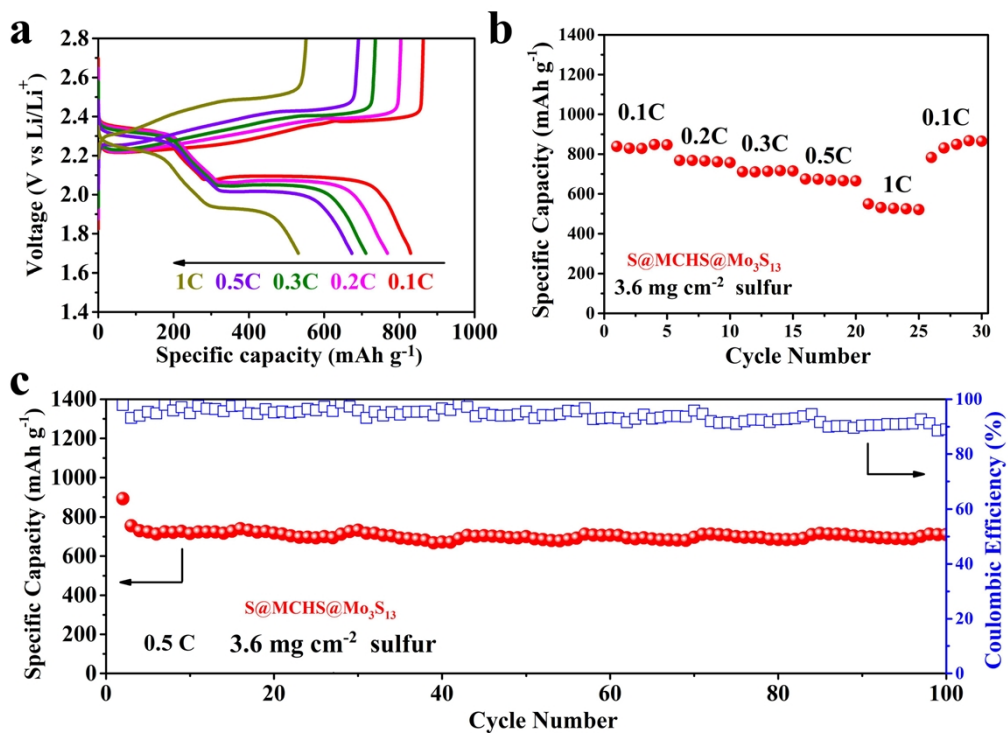 a
2.8
2.6
2.4
2.2
2.0
1.8
1.6
1.4
Voltage (V vs Li/Li⁺)
1C 0.5C 0.3C 0.2C 0.1C
0 200 400 600 800 1000
Specific capacity (mAh g⁻¹)
b
1400
1200
1000
800
600
400
200
0
Specific Capacity (mAh g⁻¹)
0.1C
0.2C
0.3C
0.5C
1C
0.1C
S@MCHS@Mo₃S₁₃
3.6 mg cm⁻² sulfur
0 5 10 15 20 25 30
Cycle Number
c
1400
1200
1000
800
600
400
200
0
Specific Capacity (mAh g⁻¹)
S@MCHS@Mo₃S₁₃
0.5 C 3.6 mg cm⁻² sulfur
100
80
60
40
20
0
Coulombic Efficiency (%)
0 20 40 60 80 100
Cycle Number